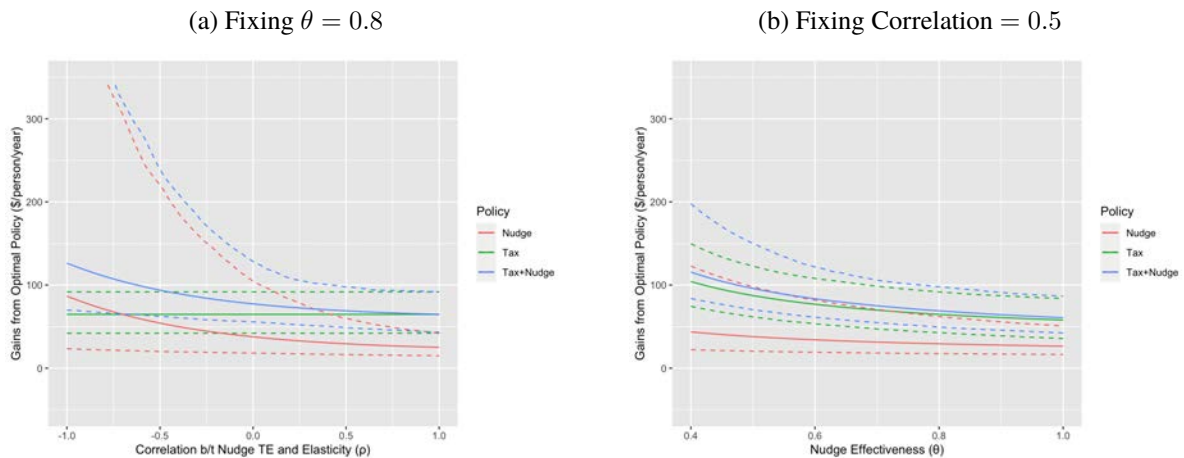 (a) Fixing θ = 0.8
(b) Fixing Correlation = 0.5
Gains from Optimal Policy ($/person/year)
300
200
100
0
-1.0
-0.5
0.0
0.5
1.0
Correlation b/t Nudge TE and Elasticity (ρ)
Policy
Nudge
Tax
Tax+Nudge
Gains from Optimal Policy ($/person/year)
300
200
100
0
0.4
0.6
0.8
1.0
Nudge Effectiveness (θ)
Policy
Nudge
Tax
Tax+Nudge